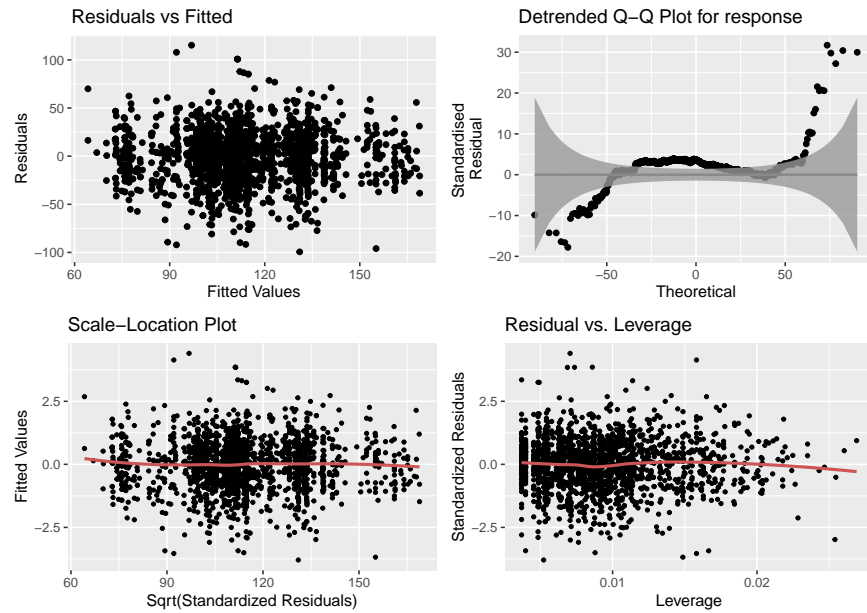 Residuals vs Fitted
100
50
0
−50
−100
Residuals
60
90
120
150
Fitted Values
Detrended Q−Q Plot for response
30
20
10
0
−10
−20
Standardised
Residual
−50
0
50
Theoretical
Scale−Location Plot
2.5
0.0
−2.5
Fitted Values
60
90
120
150
Sqrt(Standardized Residuals)
Residual vs. Leverage
2.5
0.0
−2.5
Standardized Residuals
0.01
0.02
Leverage